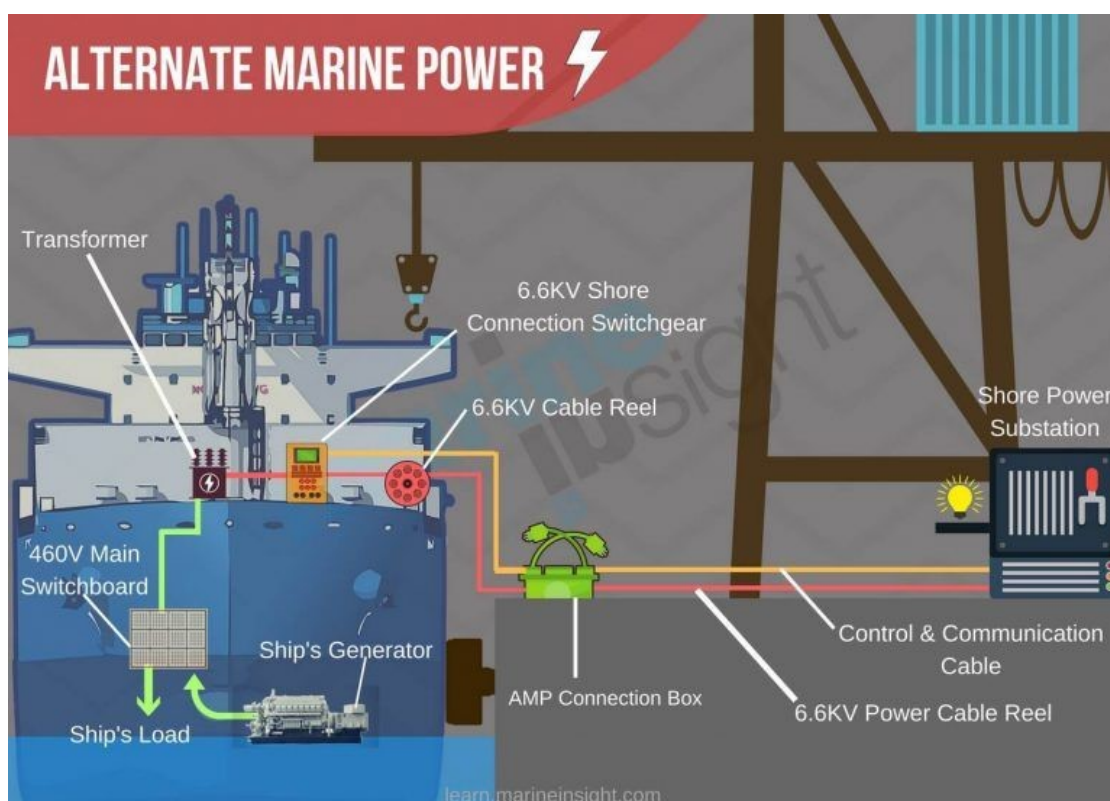 ALTERNATE MARINE POWER
Transformer
6.6KV Shore
Connection Switchgear
6.6KV Cable Reel
Shore Power
Substation
460V Main
Switchboard
Ship's Generator
Ship's Load
AMP Connection Box
Control & Communication
Cable
6.6KV Power Cable Reel
learn.marineinsight.com